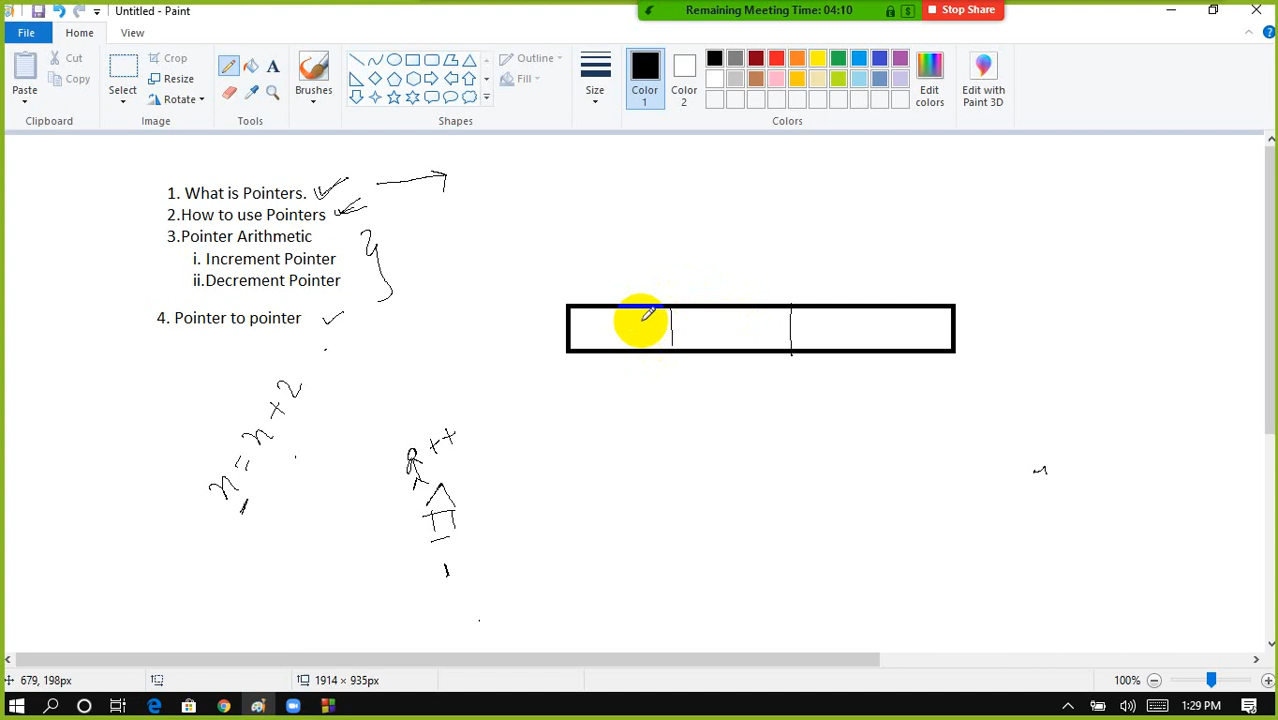 Untitled - Paint
Remaining Meeting Time: 04:10
Stop Share
File
Home
View
Paste
Cut
Copy
Clipboard
Select
Crop
Resize
Rotate
Image
A
Tools
Brushes
Outline
Fill
Shapes
Size
Color
1
Color
2
Edit
colors
Edit with
Paint 3D
Colors
1. What is Pointers.
2.How to use Pointers
3.Pointer Arithmetic
i. Increment Pointer
ii.Decrement Pointer
4. Pointer to pointer
n = n + 2
++
679, 198px
1914 × 935px
100%
1:29 PM